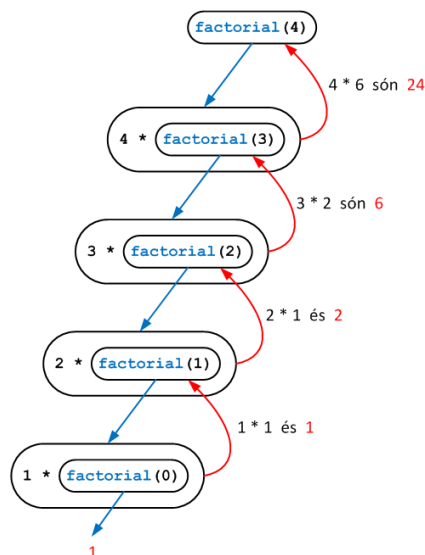 factorial(4)
4 * 6 són 24
4 * factorial(3)
3 * 2 són 6
3 * factorial(2)
2 * 1 és 2
2 * factorial(1)
1 * 1 és 1
1 * factorial(0)
1